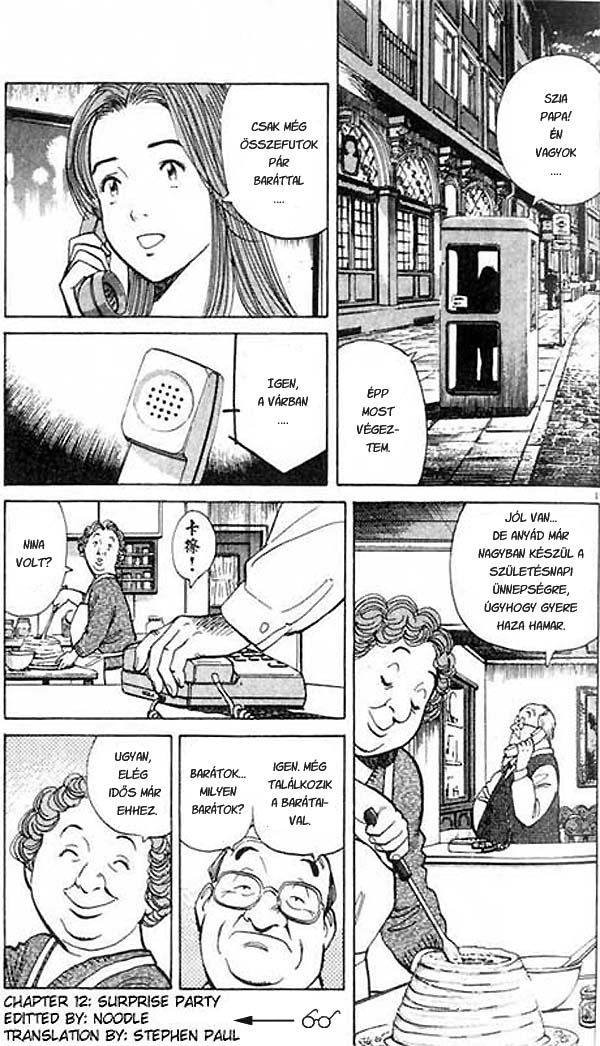 SZIA
PAPA!
ÉN
VAGYOK
....
ÉPP
MOST
VÉGEZ-
TEM.
CSAK MÉG
ÖSSZEFUTOK
PÁR
BARÁTTAL
....
IGEN,
A VÁRBAN
....
JÓL VAN...
DE ANYÁD MÁR
NAGYBAN KÉSZÜL A
SZÜLETÉSNAPI
ÜNNEPSÉGRE,
ÚGYHOGY GYERE
HAZA HAMAR.
卡擦！
NINA
VOLT?
IGEN. MÉG
TALÁLKOZIK
A BARÁTAI-
VAL.
BARÁTOK...
MILYEN
BARÁTOK?
UGYAN,
ELÉG
IDŐS MÁR
EHHEZ.
CHAPTER 12: SURPRISE PARTY
EDITTED BY: NOODLE
TRANSLATION BY: STEPHEN PAUL